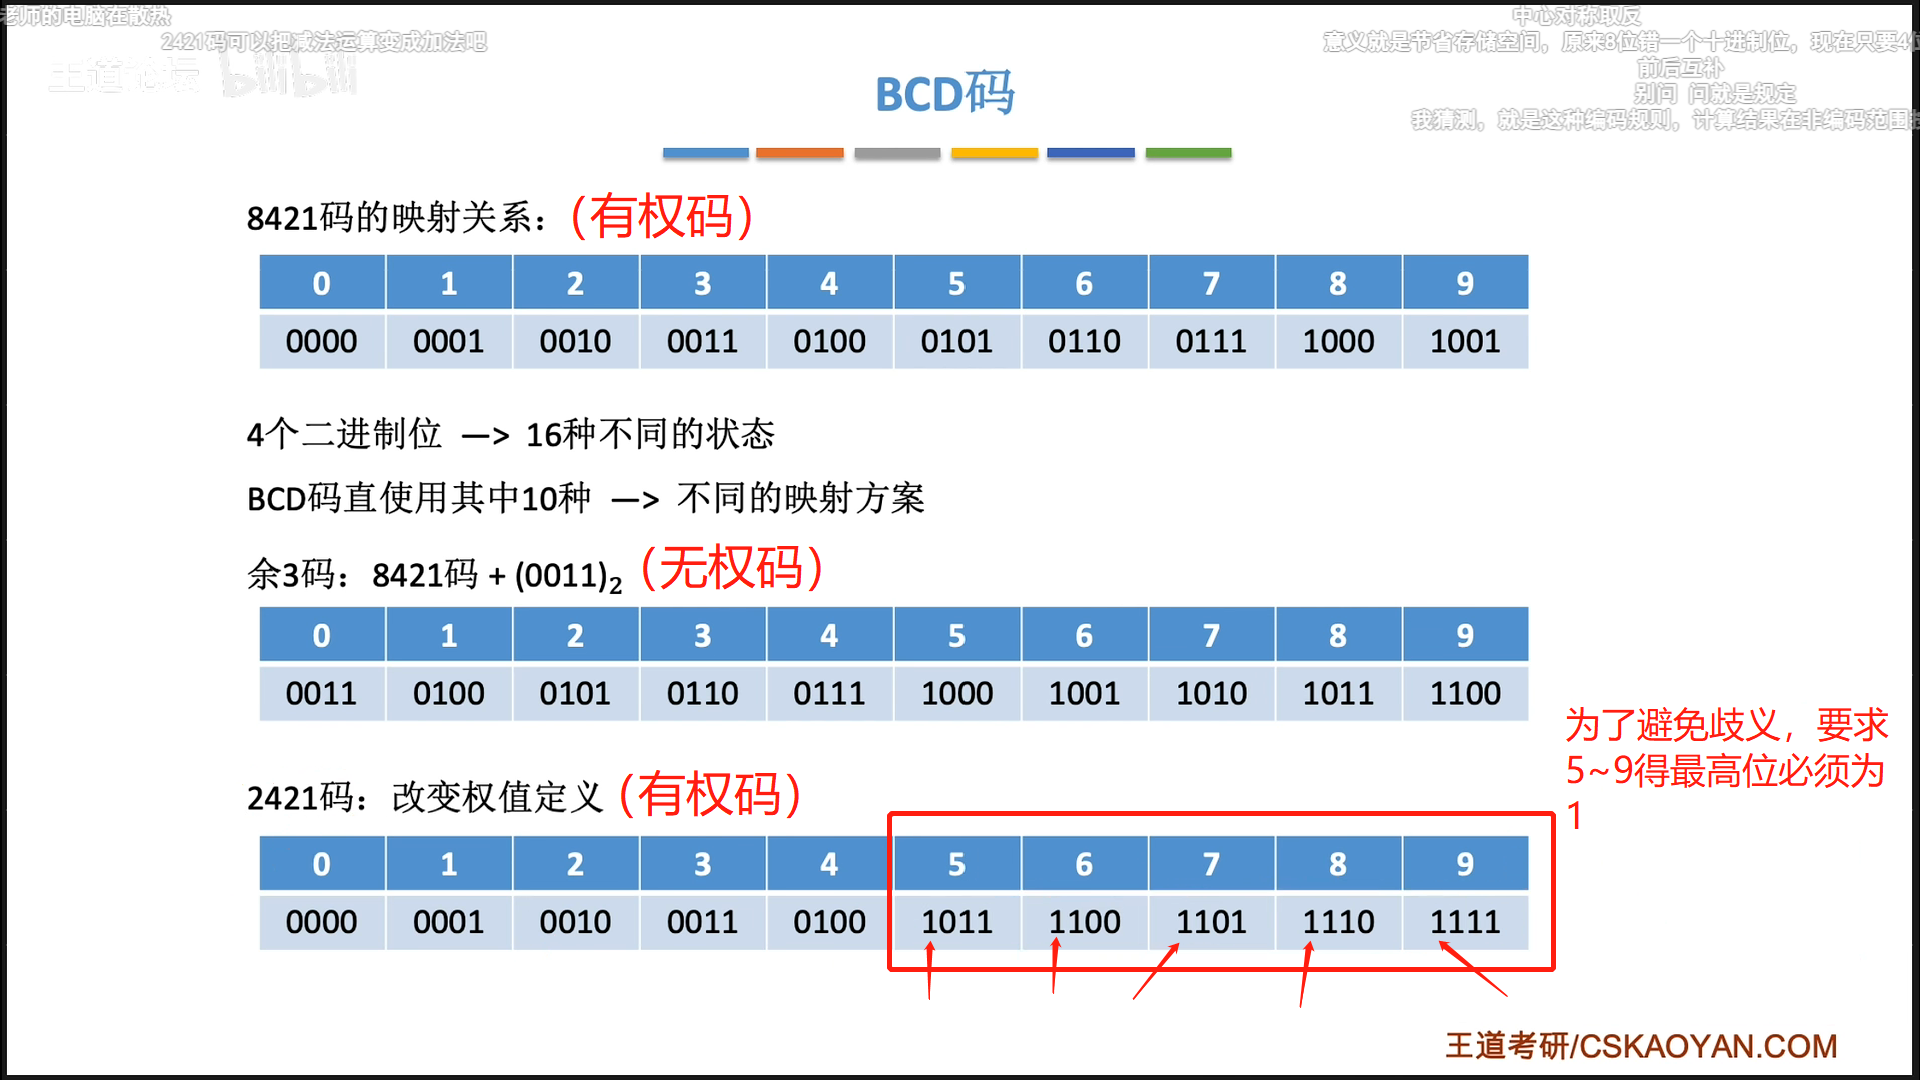 老师的电脑在散热
中心对称取反
2421码可以把减法运算变成加法吧
意义就是节省存储空间，原来8位错一个十进制位，现在只要4位
王道论坛 bilibili
前后互补
BCD码
别问 问就是规定
我猜测，就是这种编码规则，计算结果在非编码范围
8421码的映射关系：（有权码）
0 1 2 3 4 5 6 7 8 9
0000 0001 0010 0011 0100 0101 0110 0111 1000 1001
4个二进制位 —> 16种不同的状态
BCD码直使用其中10种 —> 不同的映射方案
余3码：8421码 + (0011)₂ （无权码）
0 1 2 3 4 5 6 7 8 9
0011 0100 0101 0110 0111 1000 1001 1010 1011 1100
为了避免歧义，要求
5~9得最高位必须为
1
2421码：改变权值定义（有权码）
0 1 2 3 4 5 6 7 8 9
0000 0001 0010 0011 0100 1011 1100 1101 1110 1111
王道考研/CSKAOYAN.COM